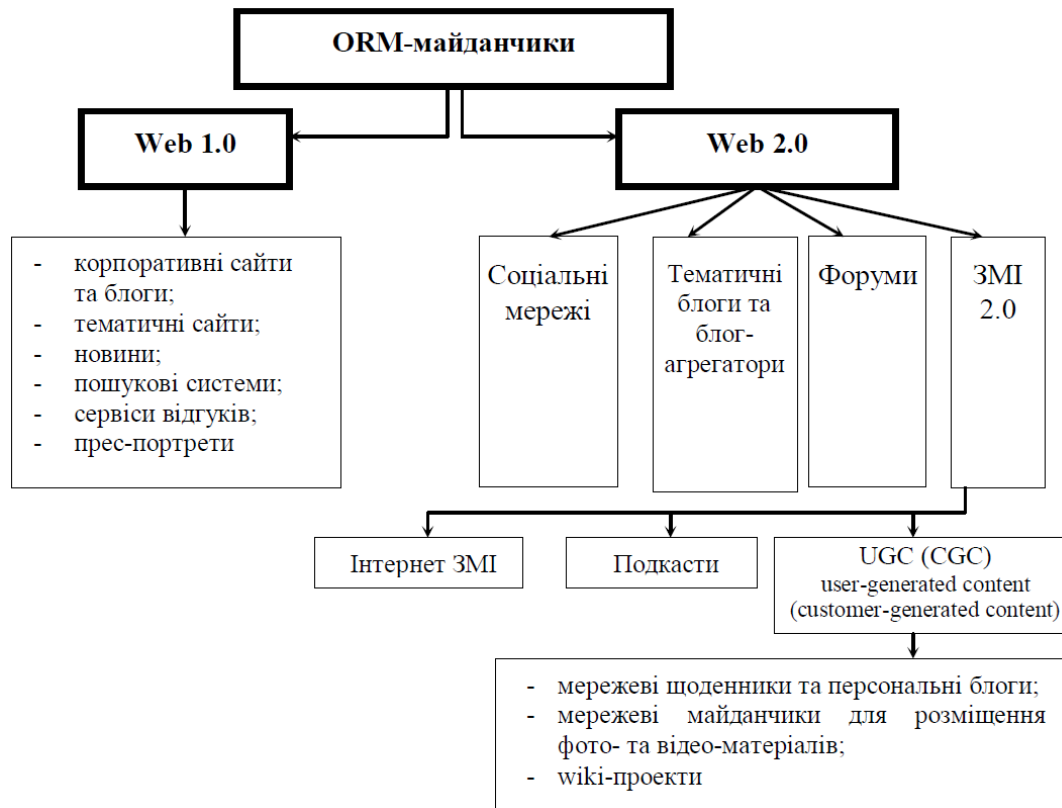 ORM-майданчики
Web 1.0
Web 2.0
- корпоративні сайти
та блоги;
- тематичні сайти;
- новини;
- пошукові системи;
- сервіси відгуків;
- прес-портрети
Соціальні
мережі
Тематичні
блоги та
блог-
агрегатори
Форуми
ЗМІ
2.0
Інтернет ЗМІ
Подкасти
UGC (CGC)
user-generated content
(customer-generated content)
- мережеві щоденники та персональні блоги;
- мережеві майданчики для розміщення
фото- та відео-матеріалів;
- wiki-проекти